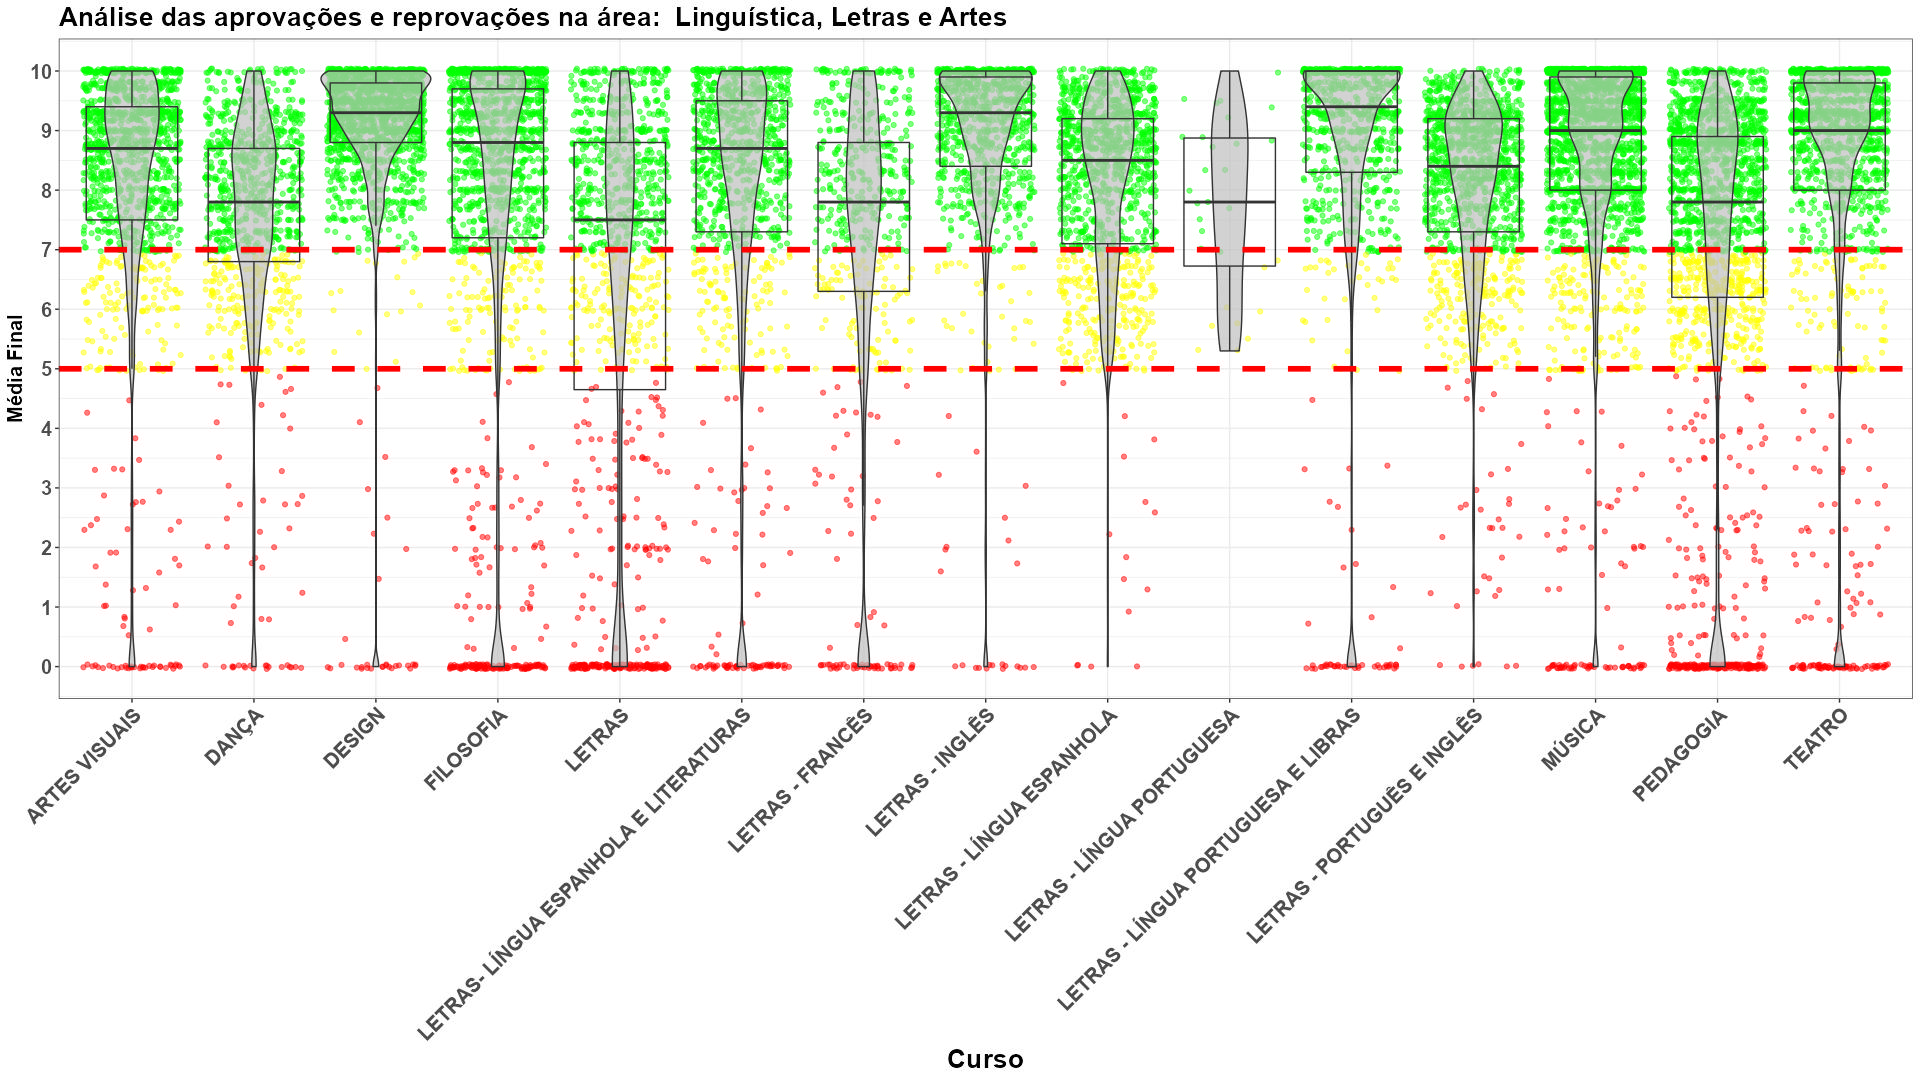 Análise das aprovações e reprovações na área:  Linguística, Letras e Artes
Média Final
10
9
8
7
6
5
4
3
2
1
0
ARTES VISUAIS
DANÇA
DESIGN
FILOSOFIA
LETRAS
LETRAS- LÍNGUA ESPANHOLA E LITERATURAS
LETRAS - FRANCÊS
LETRAS - INGLÊS
LETRAS - LÍNGUA ESPANHOLA
LETRAS - LÍNGUA PORTUGUESA
LETRAS - LÍNGUA PORTUGUESA E LIBRAS
LETRAS - PORTUGUÊS E INGLÊS
MÚSICA
PEDAGOGIA
TEATRO
Curso